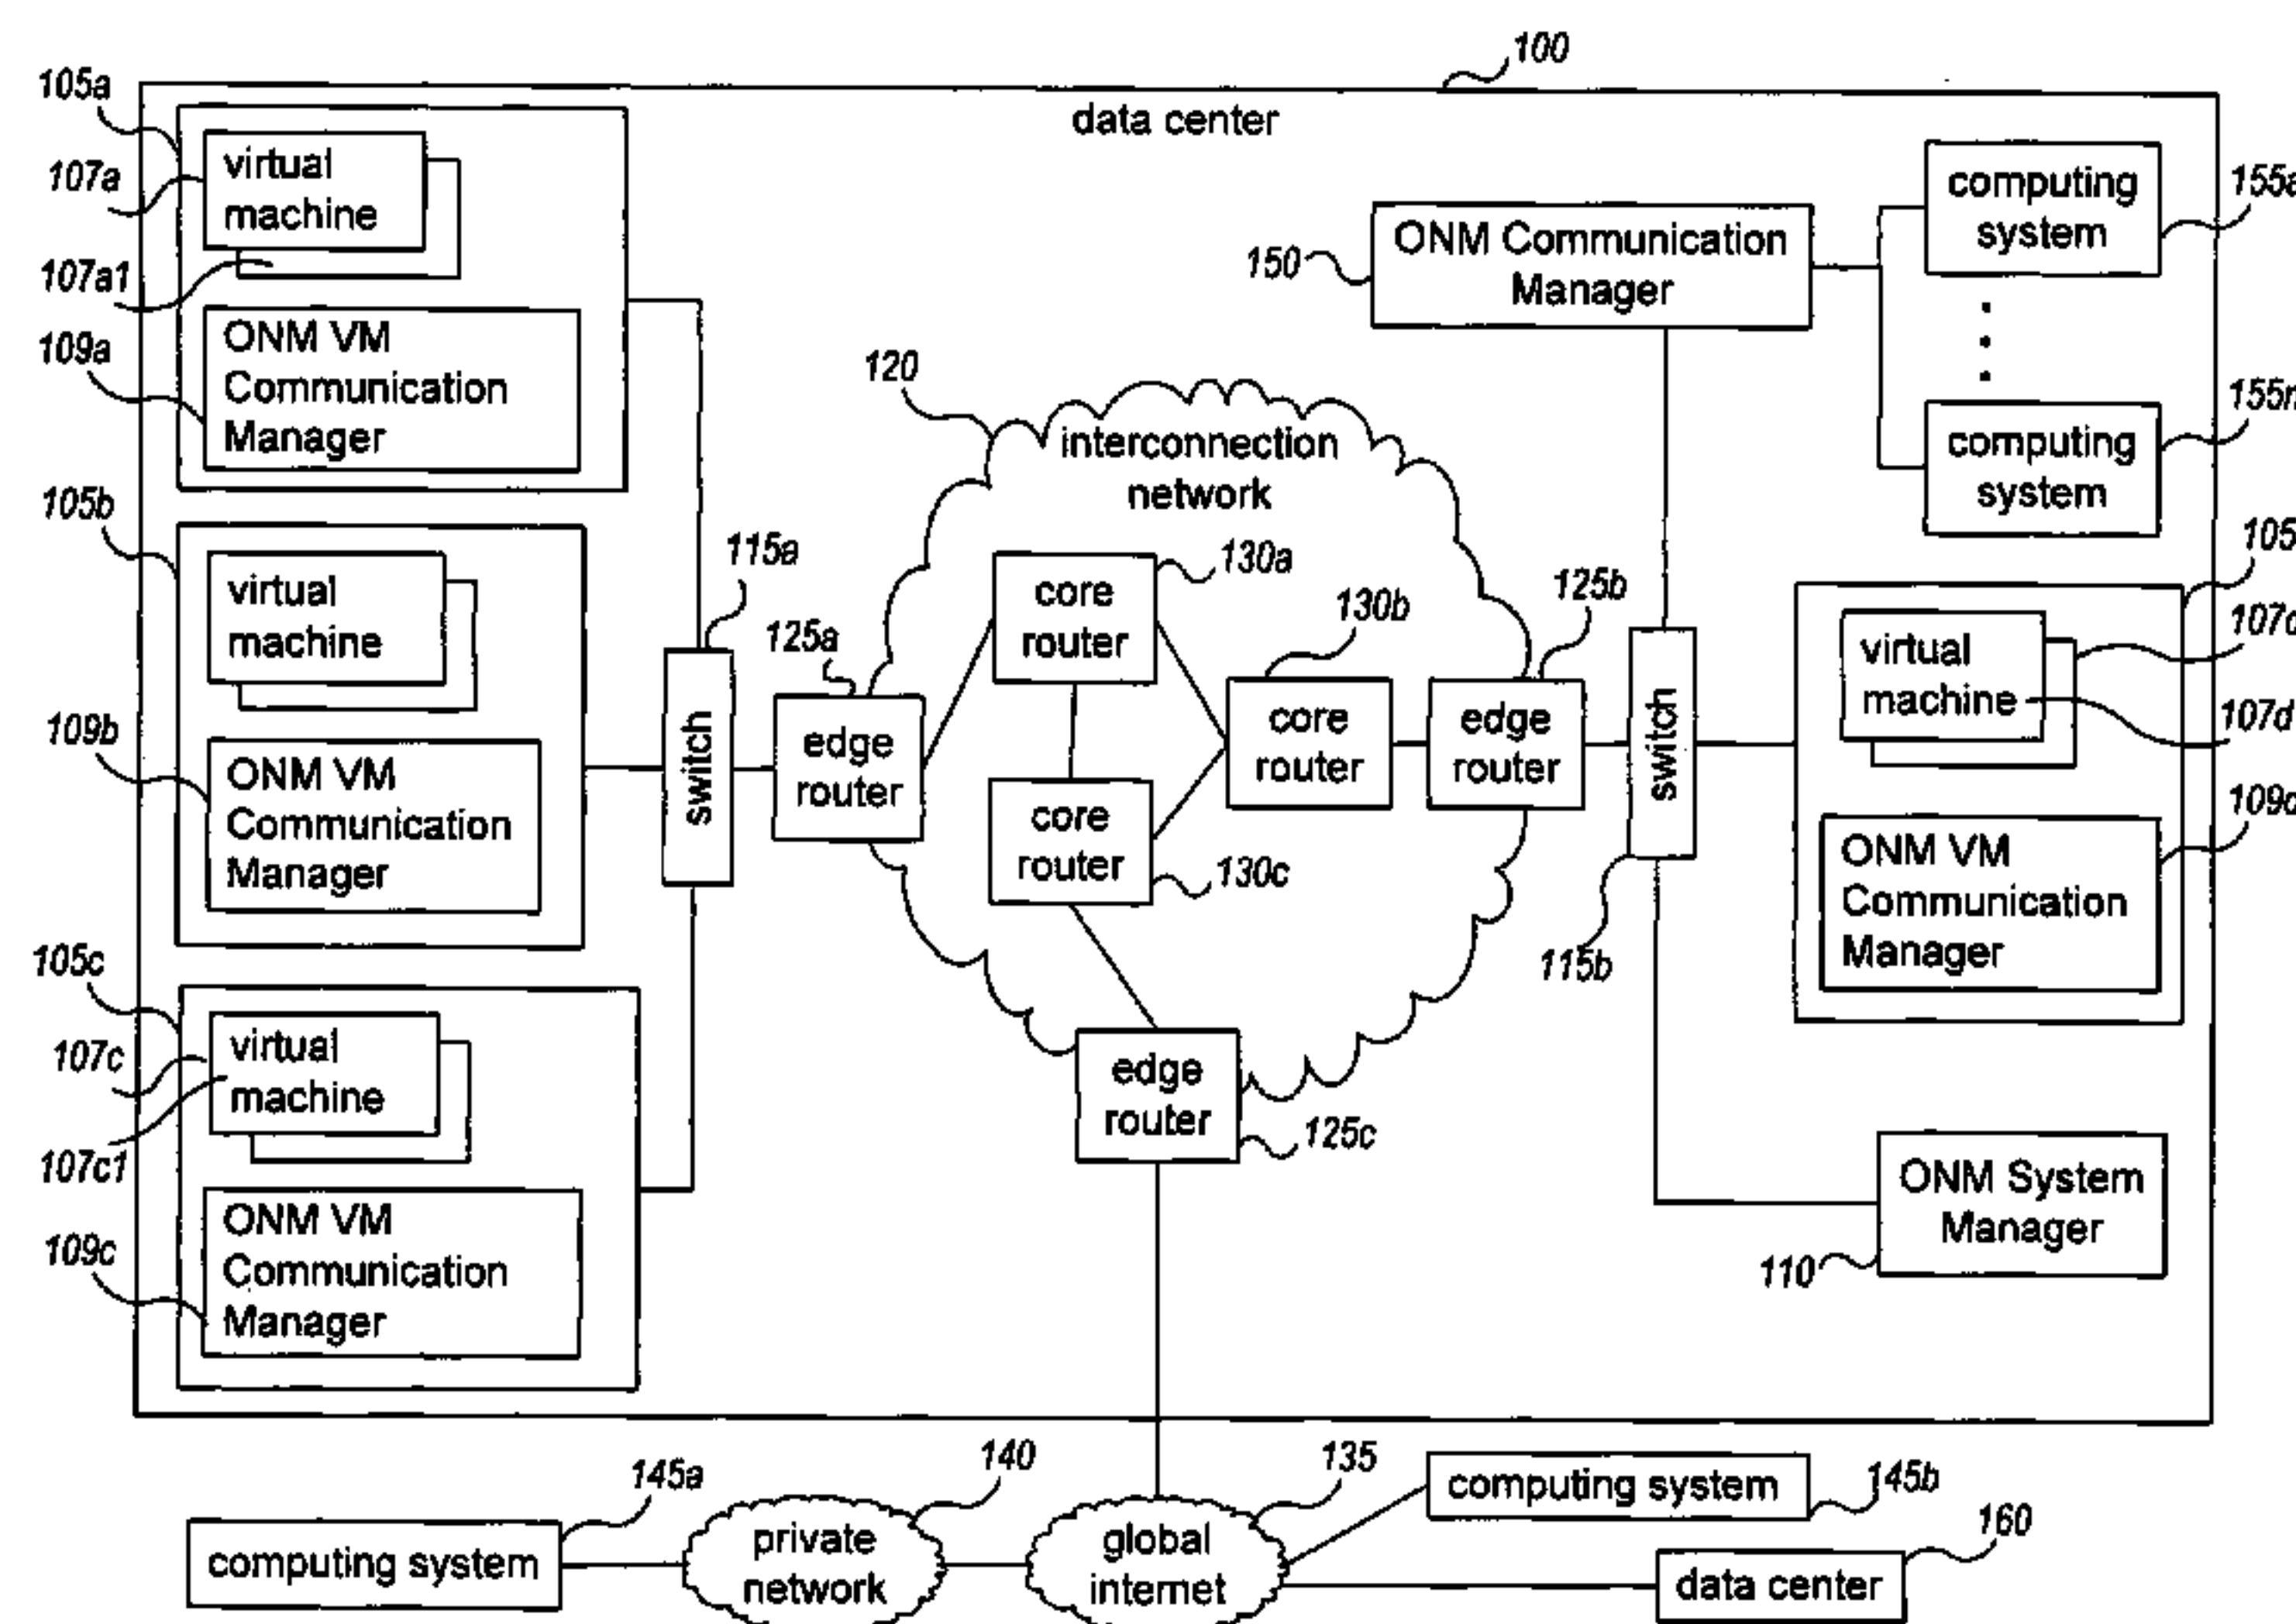 100
data center
105a
virtual
machine
107a
107a1
ONM VM
Communication
Manager
109a
105b
virtual
machine
ONM VM
Communication
Manager
109b
105c
virtual
machine
107c
107c1
ONM VM
Communication
Manager
109c
115a
switch
120
interconnection
network
125a
edge
router
130a
core
router
130b
core
router
core
router
130c
125b
edge
router
edge
router
125c
switch
115b
150
ONM Communication
Manager
computing
system
155a
computing
system
155n
105
virtual
machine
107d
ONM VM
Communication
Manager
ONM System
Manager
110
computing system
145a
private
network
140
global
internet
135
computing system
145b
data center
160